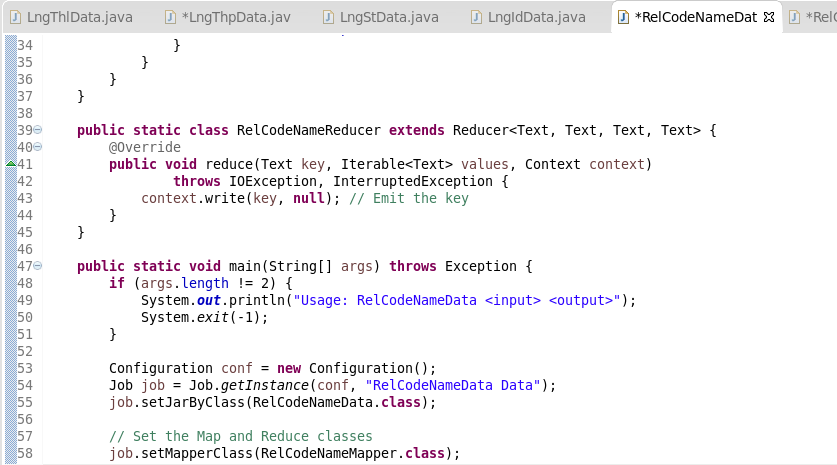 LngThlData.java *LngThpData.jav LngStData.java LngIdData.java *RelCodeNameDat *RelC
34 }
35 }
36 }
37 }
38
39 public static class RelCodeNameReducer extends Reducer<Text, Text, Text, Text> {
40 @Override
41 public void reduce(Text key, Iterable<Text> values, Context context)
42 throws IOException, InterruptedException {
43 context.write(key, null); // Emit the key
44 }
45 }
46
47 public static void main(String[] args) throws Exception {
48 if (args.length != 2) {
49 System.out.println("Usage: RelCodeNameData <input> <output>");
50 System.exit(-1);
51 }
52
53 Configuration conf = new Configuration();
54 Job job = Job.getInstance(conf, "RelCodeNameData Data");
55 job.setJarByClass(RelCodeNameData.class);
56
57 // Set the Map and Reduce classes
58 job.setMapperClass(RelCodeNameMapper.class);